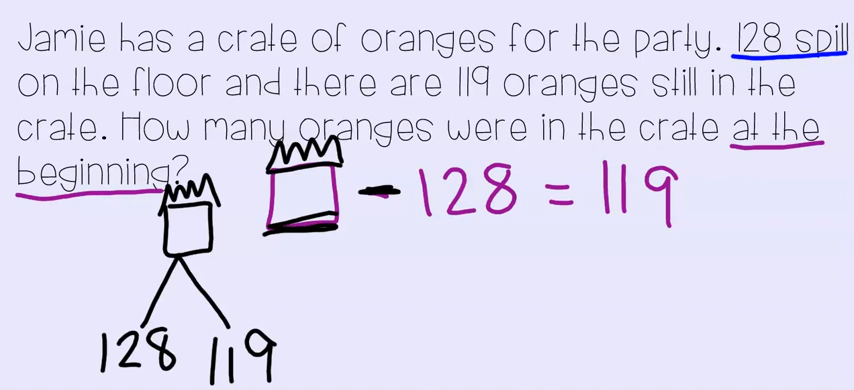 Jamie has a crate of oranges for the party. 128 spill
on the floor and there are 119 oranges still in the
crate. How many oranges were in the crate at the
beginning?
- 128 = 119
128 119